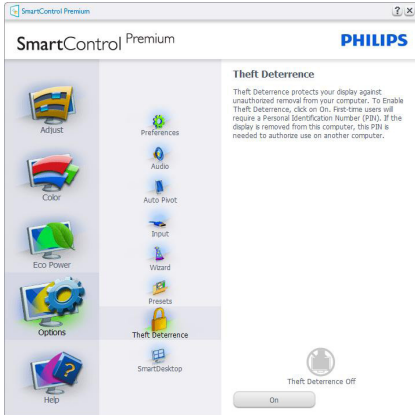 SmartControl Premium
? X
SmartControl Premium
PHILIPS
Adjust
Color
Eco Power
Options
Help
Preferences
Audio
Auto Pivot
Input
Wizard
Presets
Theft Deterrence
SmartDesktop
Theft Deterrence
Theft Deterrence protects your display against
unauthorized removal from your computer. To Enable
Theft Deterrence, click on On. First-time users will
require a Personal Identification Number (PIN). If the
display is removed from this computer, this PIN is
needed to authorize use on another computer.
Theft Deterrence Off
On